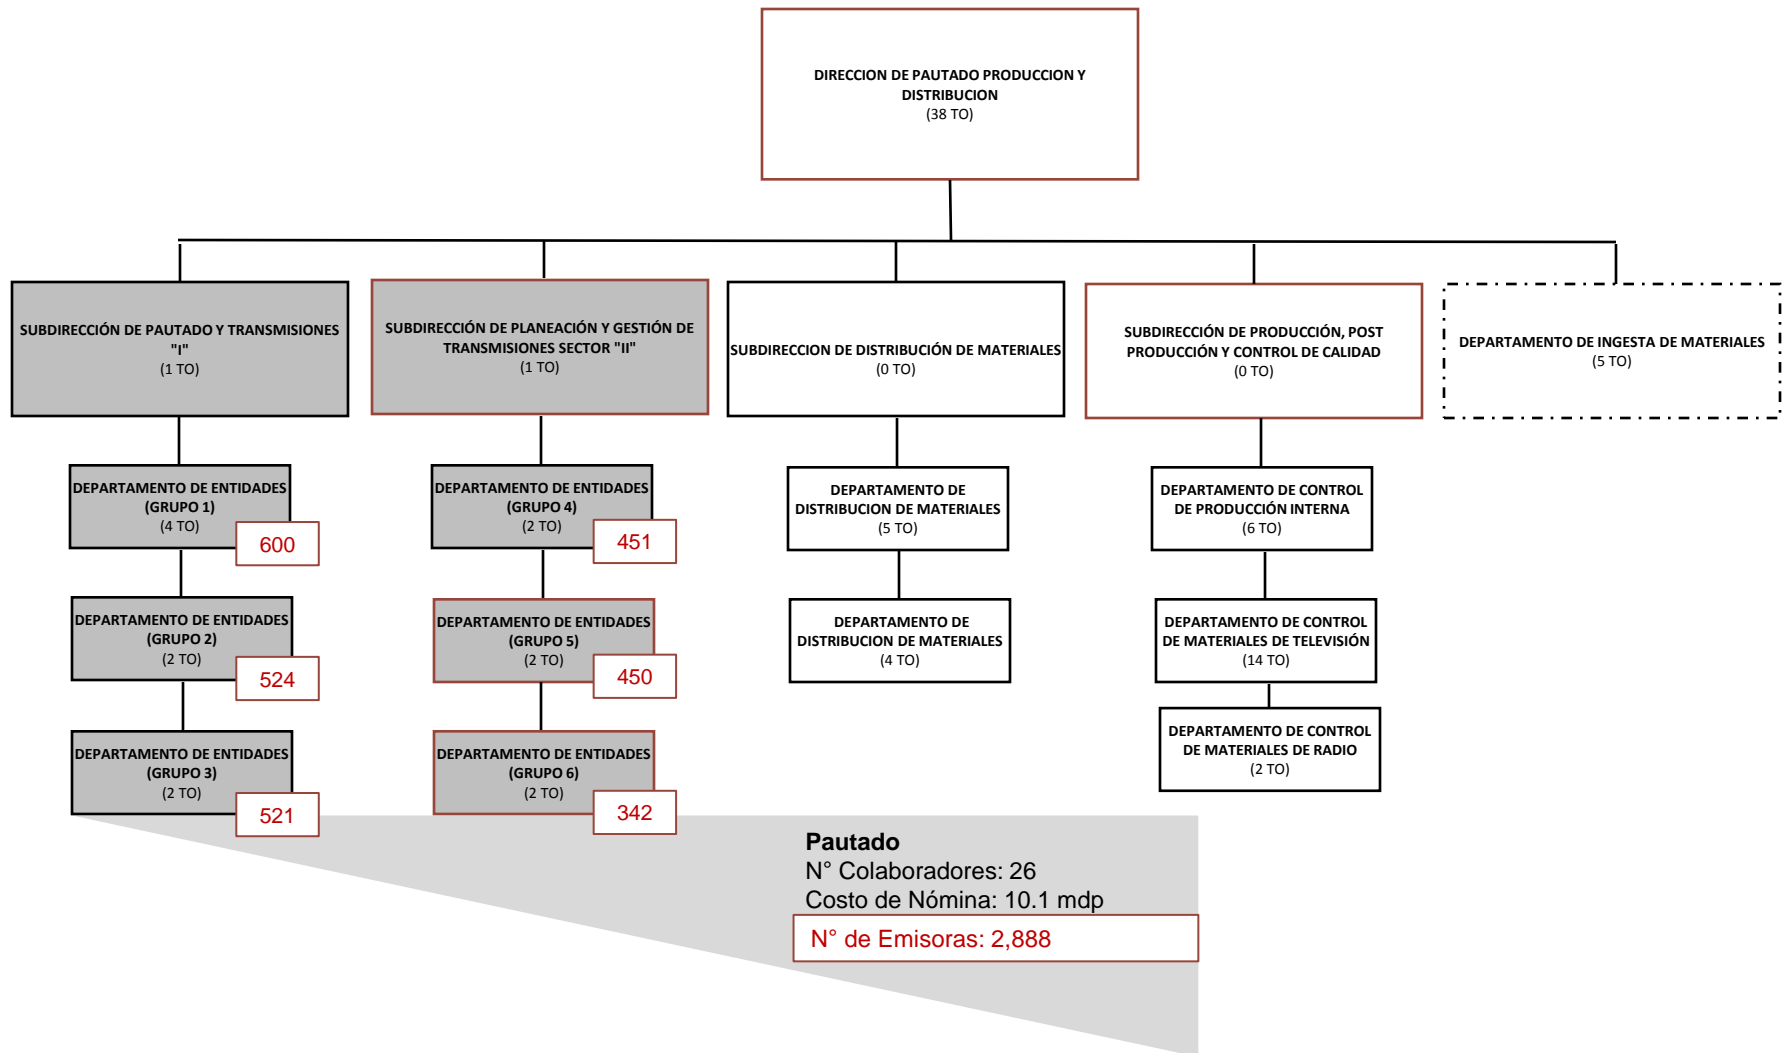 DIRECCION DE PAUTADO PRODUCCION Y
DISTRIBUCION
(38 TO)
SUBDIRECCIÓN DE PAUTADO Y TRANSMISIONES
"I"
(1 TO)
SUBDIRECCIÓN DE PLANEACIÓN Y GESTIÓN DE
TRANSMISIONES SECTOR "II"
(1 TO)
SUBDIRECCION DE DISTRIBUCIÓN DE MATERIALES
(0 TO)
SUBDIRECCIÓN DE PRODUCCIÓN, POST
PRODUCCIÓN Y CONTROL DE CALIDAD
(0 TO)
DEPARTAMENTO DE INGESTA DE MATERIALES
(5 TO)
DEPARTAMENTO DE ENTIDADES
(GRUPO 1)
(4 TO)
600
DEPARTAMENTO DE ENTIDADES
(GRUPO 4)
(2 TO)
451
DEPARTAMENTO DE
DISTRIBUCION DE MATERIALES
(5 TO)
DEPARTAMENTO DE CONTROL
DE PRODUCCIÓN INTERNA
(6 TO)
DEPARTAMENTO DE ENTIDADES
(GRUPO 2)
(2 TO)
524
DEPARTAMENTO DE ENTIDADES
(GRUPO 5)
(2 TO)
450
DEPARTAMENTO DE
DISTRIBUCION DE MATERIALES
(4 TO)
DEPARTAMENTO DE CONTROL
DE MATERIALES DE TELEVISIÓN
(14 TO)
DEPARTAMENTO DE ENTIDADES
(GRUPO 3)
(2 TO)
521
DEPARTAMENTO DE ENTIDADES
(GRUPO 6)
(2 TO)
342
DEPARTAMENTO DE CONTROL
DE MATERIALES DE RADIO
(2 TO)
Pautado
N° Colaboradores: 26
Costo de Nómina: 10.1 mdp
N° de Emisoras: 2,888